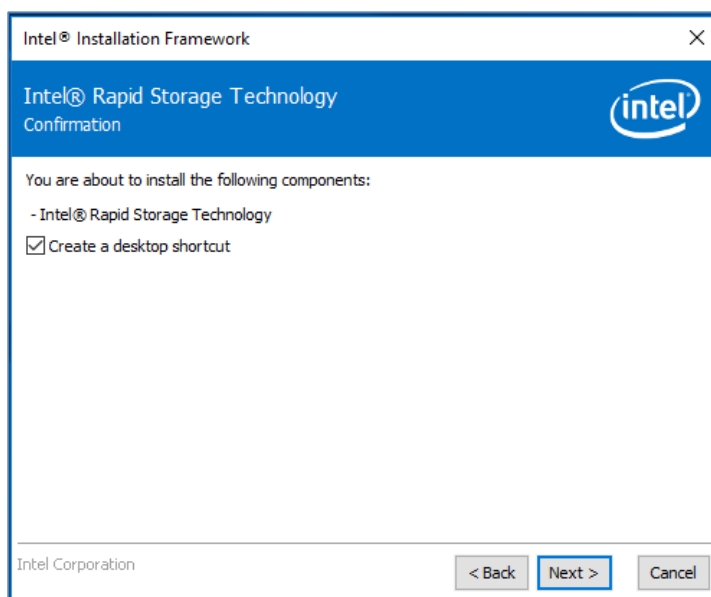 Intel® Installation Framework
Intel® Rapid Storage Technology
Confirmation
intel
You are about to install the following components:
- Intel® Rapid Storage Technology
Create a desktop shortcut
Intel Corporation
< Back Next > Cancel